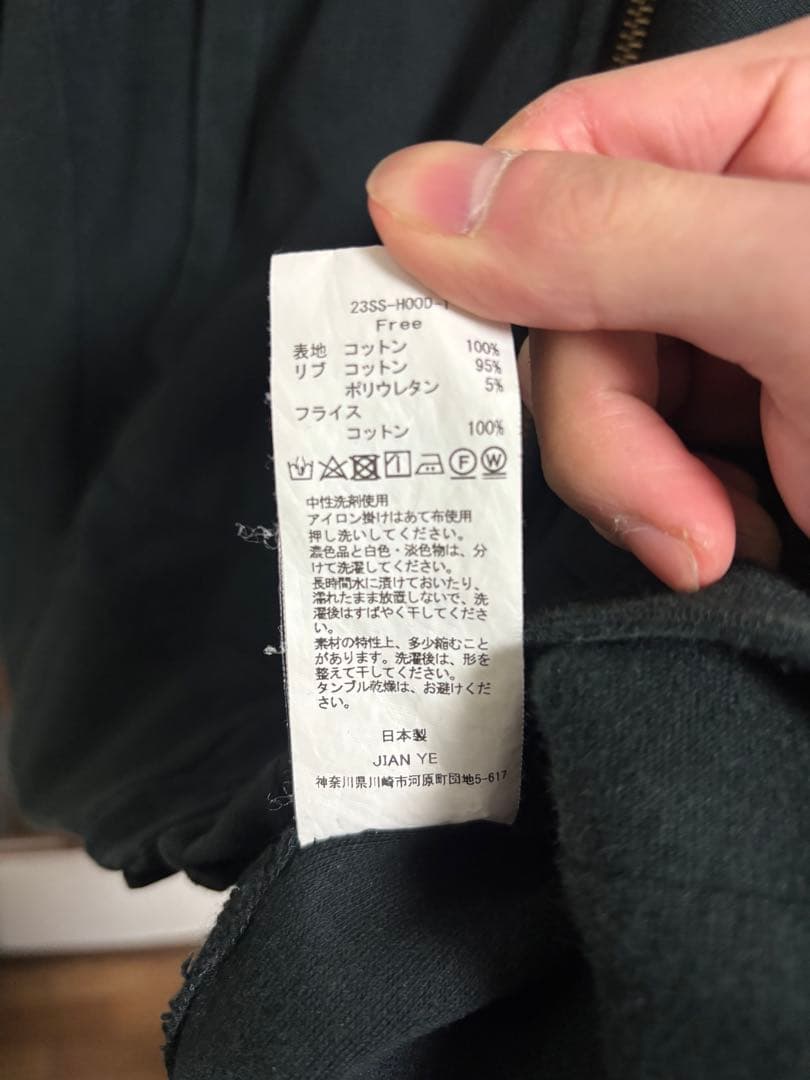 23SS-HOOD-1
Free
表地 コットン 100%
リブ コットン 95%
ポリウレタン 5%
フライス
コットン 100%
F W
中性洗剤使用
アイロン掛けはあて布使用
押し洗いしてください。
濃色品と白色・淡色物は、分
けて洗濯してください。
長時間水に漬けておいたり、
濡れたまま放置しないで、洗
濯後はすばやく干してくださ
い。
素材の特性上、多少縮むこと
があります。洗濯後は、形を
整えて干してください。
タンブル乾燥は、お避けくだ
さい。
日本製
JIAN YE
神奈川県川崎市河原町団地5-617